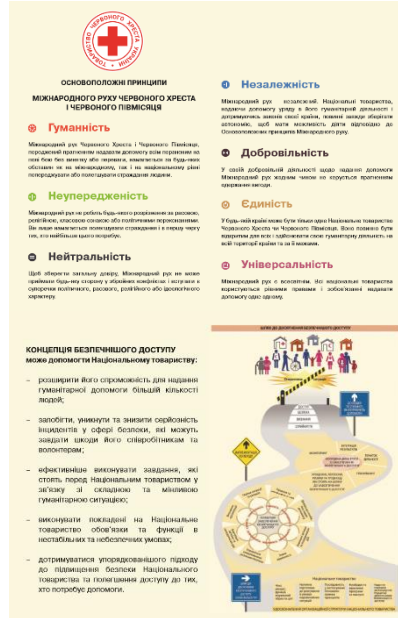 ТОВАРИСТВО ЧЕРВОНОГО ХРЕСТА УКРАЇНИ
ОСНОВОПОЛОЖНІ ПРИНЦИПИ
МІЖНАРОДНОГО РУХУ ЧЕРВОНОГО ХРЕСТА
І ЧЕРВОНОГО ПІВМІСЯЦЯ
Гуманність
Міжнародний рух Червоного Хреста і Червоного Півмісяця,
породжений прагненням надавати допомогу всім пораненим на
полі бою без винятку або переваги, намагається за будь-яких
обставин як на міжнародному, так і на національному рівні
попереджувати або полегшувати страждання людини.
Неупередженість
Міжнародний рух не робить будь-якого розрізнення за расовою,
релігійною, класовою ознакою або політичними переконаннями.
Він лише намагається полегшувати страждання і в першу чергу
тих, хто найбільше цього потребує.
Нейтральність
Щоб зберегти загальну довіру, Міжнародний рух не може
приймати будь-яку сторону у збройних конфліктах і вступати в
суперечки політичного, расового, релігійного або ідеологічного
характеру.
Незалежність
Міжнародний рух незалежний. Національні товариства,
надаючи допомогу уряду в його гуманітарній діяльності і
дотримуючись законів своєї країни, повинні завжди зберігати
автономію, щоб мати можливість діяти відповідно до
Основоположних принципів Міжнародного руху.
Добровільність
У своїй добровільній діяльності щодо надання допомоги
Міжнародний рух жодним чином не керується прагненням
одержання вигоди.
Єдиність
У будь-якій країні може бути тільки одне Національне товариство
Червоного Хреста чи Червоного Півмісяця. Воно повинно бути
відкритим для всіх і здійснювати свою гуманітарну діяльність на
всій території країни та за її межами.
Універсальність
Міжнародний рух є всесвітнім. Всі національні товариства
користуються рівними правами і зобов'язані надавати
допомогу одне одному.
КОНЦЕПЦІЯ БЕЗПЕЧНІШОГО ДОСТУПУ
може допомогти Національному товариству:
– розширити його спроможність для надання
гуманітарної допомоги більшій кількості
людей;
– запобігти, уникнути та знизити серйозність
інцидентів у сфері безпеки, які можуть
завдати шкоди його співробітникам та
волонтерам;
– ефективніше виконувати завдання, які
стоять перед Національним товариством у
зв'язку зі складною та мінливою
гуманітарною ситуацією;
– виконувати покладені на Національне
товариство обов'язки та функції в
нестабільних та небезпечних умовах;
– дотримуватися упорядкованішого підходу
до підвищення безпеки Національного
товариства та полегшення доступу до тих,
хто потребує допомоги.